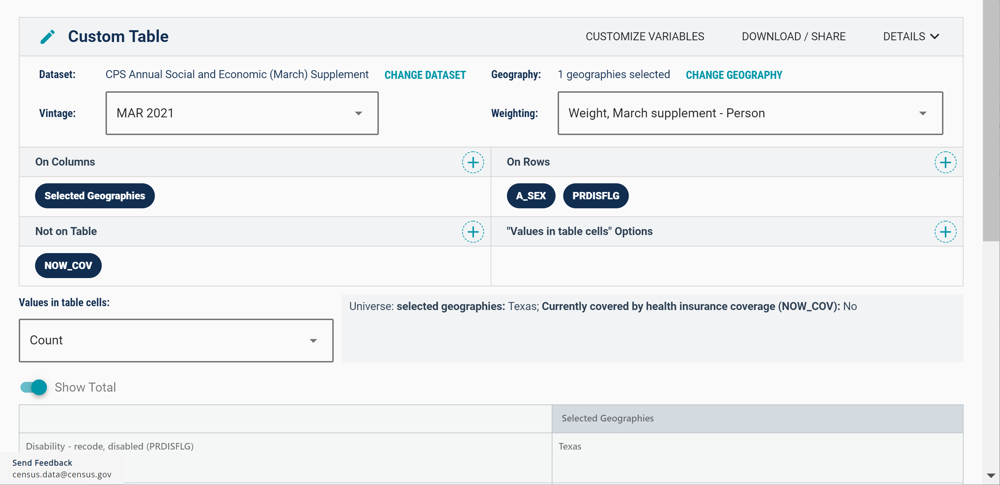 Custom Table
CUSTOMIZE VARIABLES
DOWNLOAD / SHARE
DETAILS
Dataset: CPS Annual Social and Economic (March) Supplement CHANGE DATASET
Geography: 1 geographies selected CHANGE GEOGRAPHY
Vintage: MAR 2021
Weighting: Weight, March supplement - Person
On Columns
On Rows
Selected Geographies
A_SEX PRDISFLG
Not on Table
"Values in table cells" Options
NOW_COV
Values in table cells:
Universe: selected geographies: Texas; Currently covered by health insurance coverage (NOW_COV): No
Count
Show Total
Selected Geographies
Disability - recode, disabled (PRDISFLG)
Texas
Send Feedback
census.data@census.gov